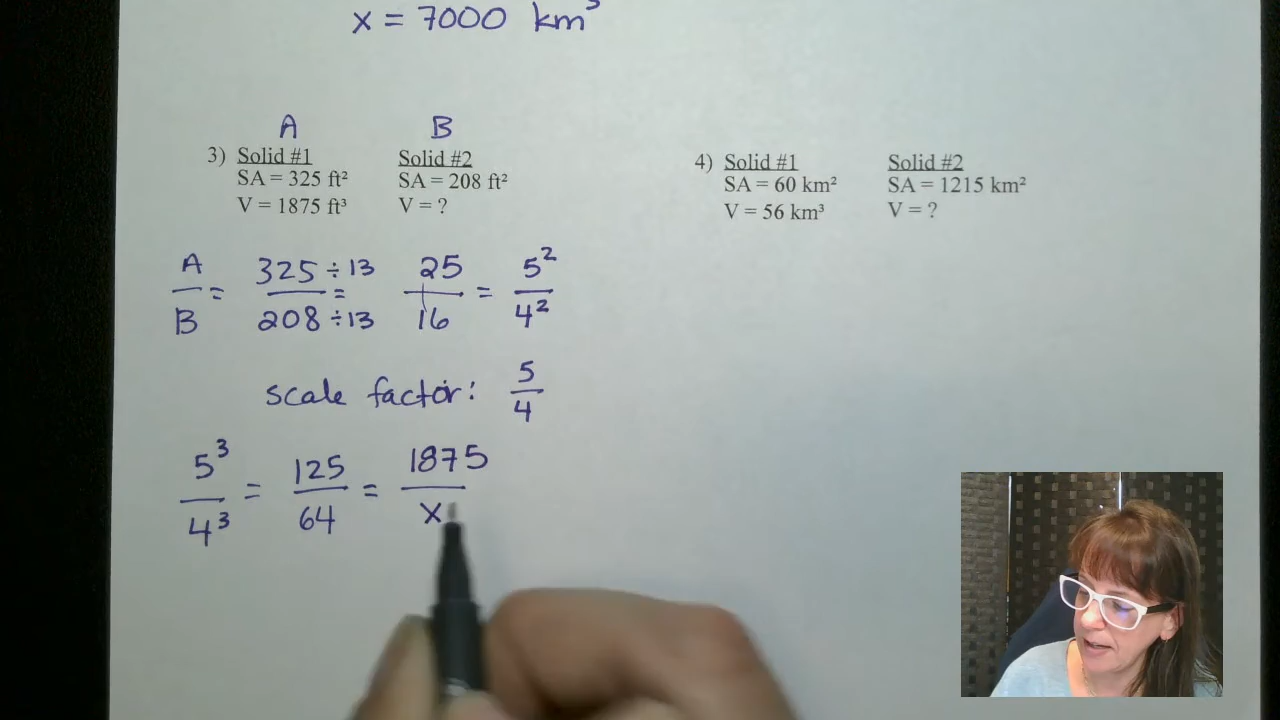 x = 7000 km³
A B
3) Solid #1 Solid #2
SA = 325 ft² SA = 208 ft²
V = 1875 ft³ V = ?
4) Solid #1 Solid #2
SA = 60 km² SA = 1215 km²
V = 56 km³ V = ?
A/B = 325 ÷ 13 / 208 ÷ 13 = 25/16 = 5²/4²
scale factor: 5/4
5³/4³ = 125/64 = 1875/x